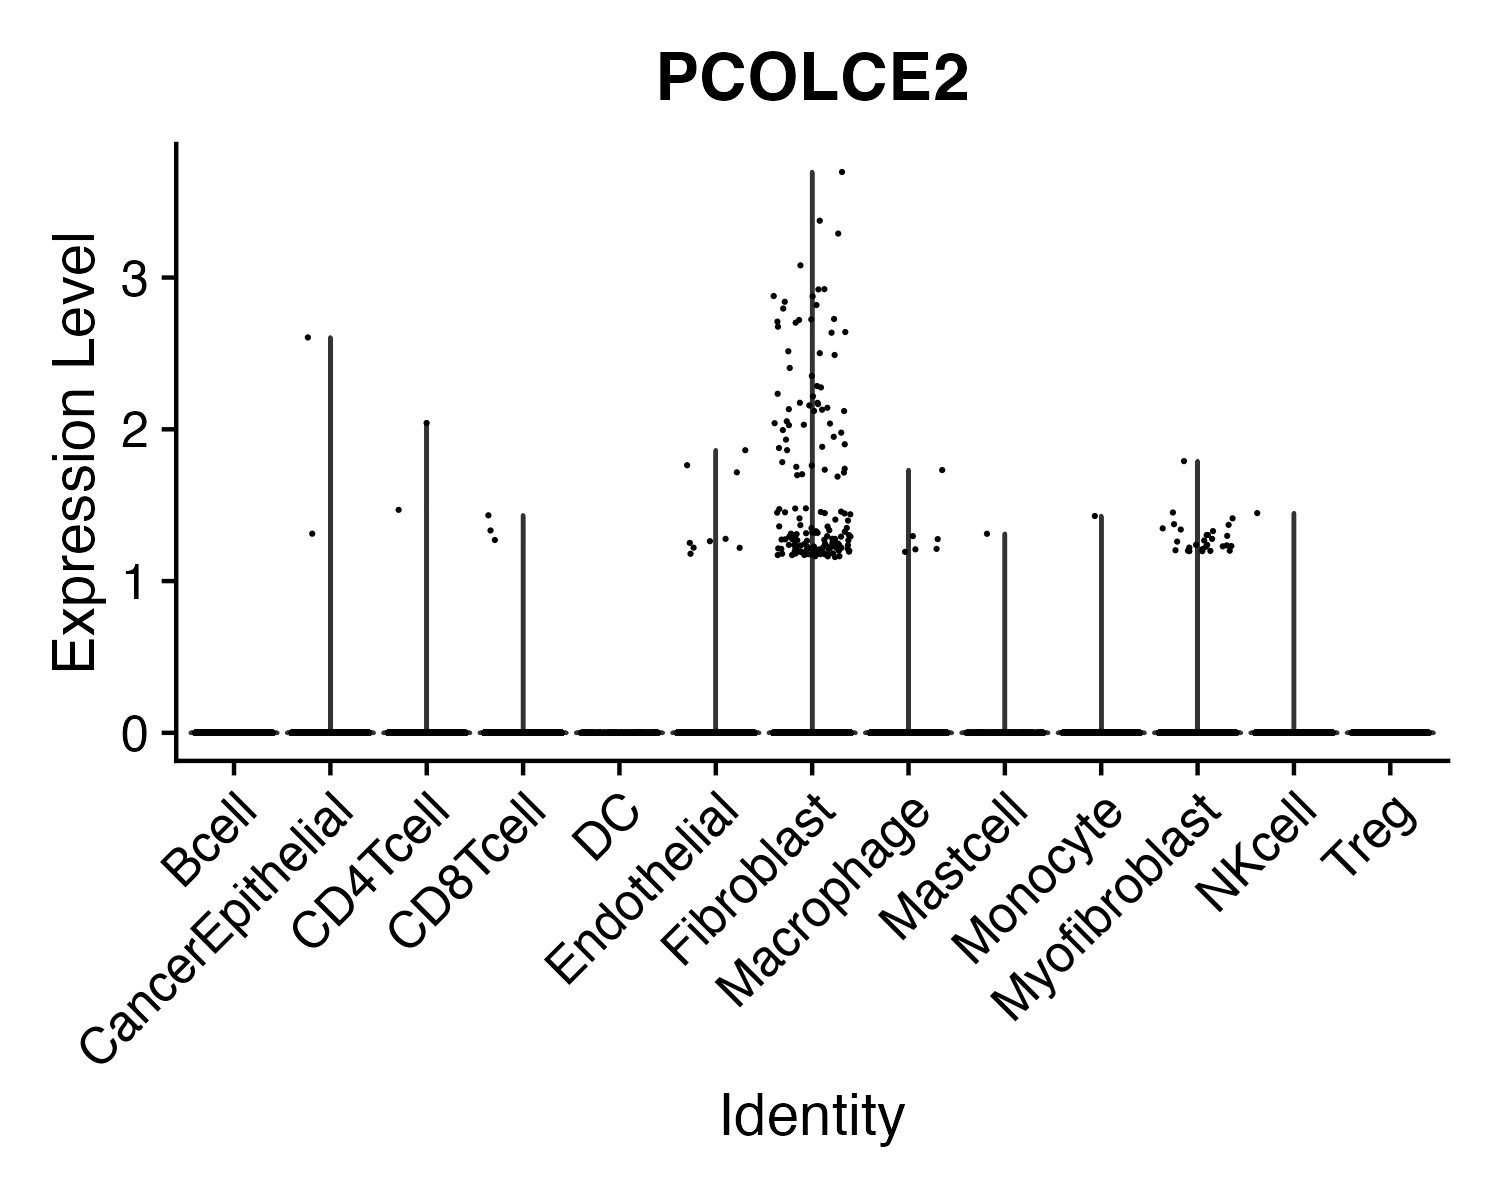 PCOLCE2
Expression Level
3
2
1
0
Bcell
CancerEpithelial
CD4Tcell
CD8Tcell
DC
Endothelial
Fibroblast
Macrophage
Mastcell
Monocyte
Myofibroblast
NKcell
Treg
Identity